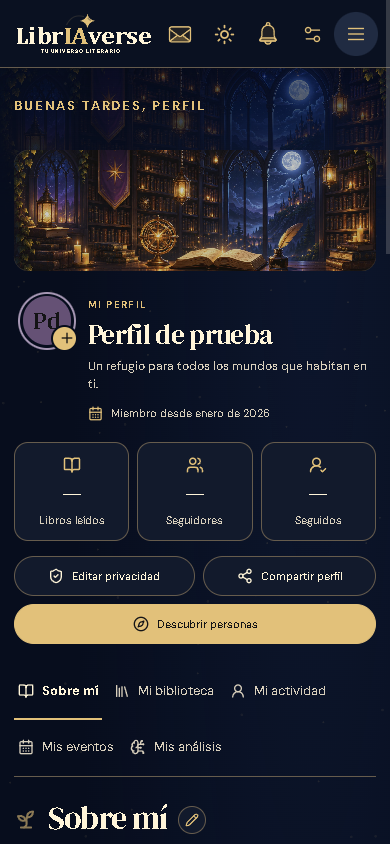 LibrIAverse
TU UNIVERSO LITERARIO
BUENAS TARDES, PERFIL
Pd
MI PERFIL
Perfil de prueba
Un refugio para todos los mundos que habitan en
ti.
Miembro desde enero de 2026
Libros leídos
Seguidores
Seguidos
Editar privacidad
Compartir perfil
Descubrir personas
Sobre mí
Mi biblioteca
Mi actividad
Mis eventos
Mis análisis
Sobre mí